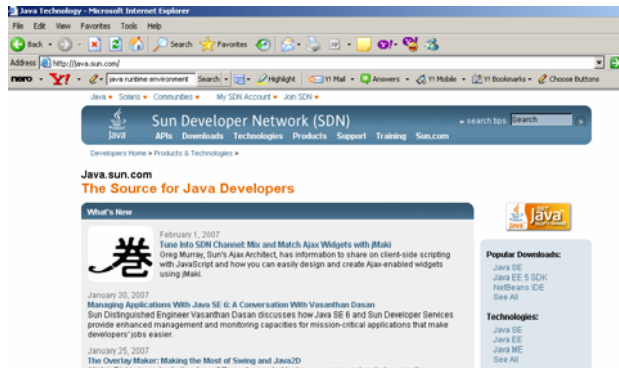 Java Technology - Microsoft Internet Explorer
File Edit View Favorites Tools Help
Back Search Favorites
Address http://java.sun.com/
nero Y! java runtime environment Search Highlight Y! Mail Answers Y! Mobile Y! Bookmarks Choose Buttons
Java Solaris Communities My SDN Account Join SDN
Sun Developer Network (SDN)
» search tips Search
Java
APIs Downloads Technologies Products Support Training Sun.com
Developers Home > Products & Technologies >
Java.sun.com
The Source for Java Developers
What's New
February 1, 2007
Tune Into SDN Channel: Mix and Match Ajax Widgets with jMaki
Greg Murray, Sun's Ajax Architect, has information to share on client-side scripting
with JavaScript and how you can easily design and create Ajax-enabled widgets
using jMaki.
巻
January 30, 2007
Managing Applications With Java SE 6: A Conversation With Vasanthan Dasan
Sun Distinguished Engineer Vasanthan Dasan discusses how Java SE 6 and Sun Developer Services
provide enhanced management and monitoring capacities for mission-critical applications that make
developers' jobs easier.
January 25, 2007
The Overlay Maker: Making the Most of Swing and Java2D
Java
Popular Downloads:
Java SE
Java EE 5 SDK
NetBeans IDE
See All
Technologies:
Java SE
Java EE
Java ME
See All